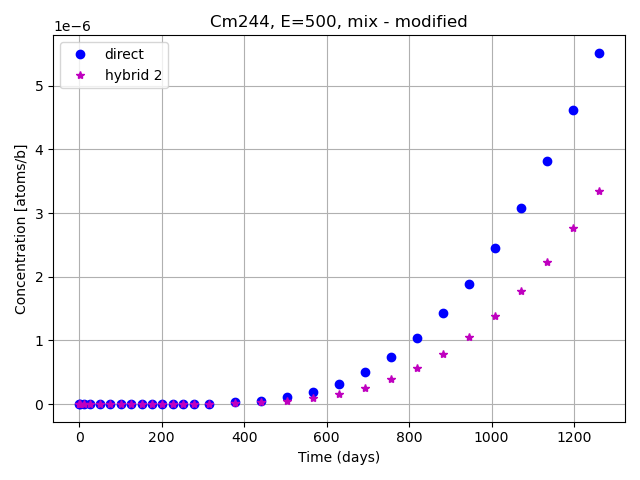 Cm244, E=500, mix - modified
1e−6
direct
hybrid 2
5
4
3
2
1
0
Concentration [atoms/b]
0 200 400 600 800 1000 1200
Time (days)